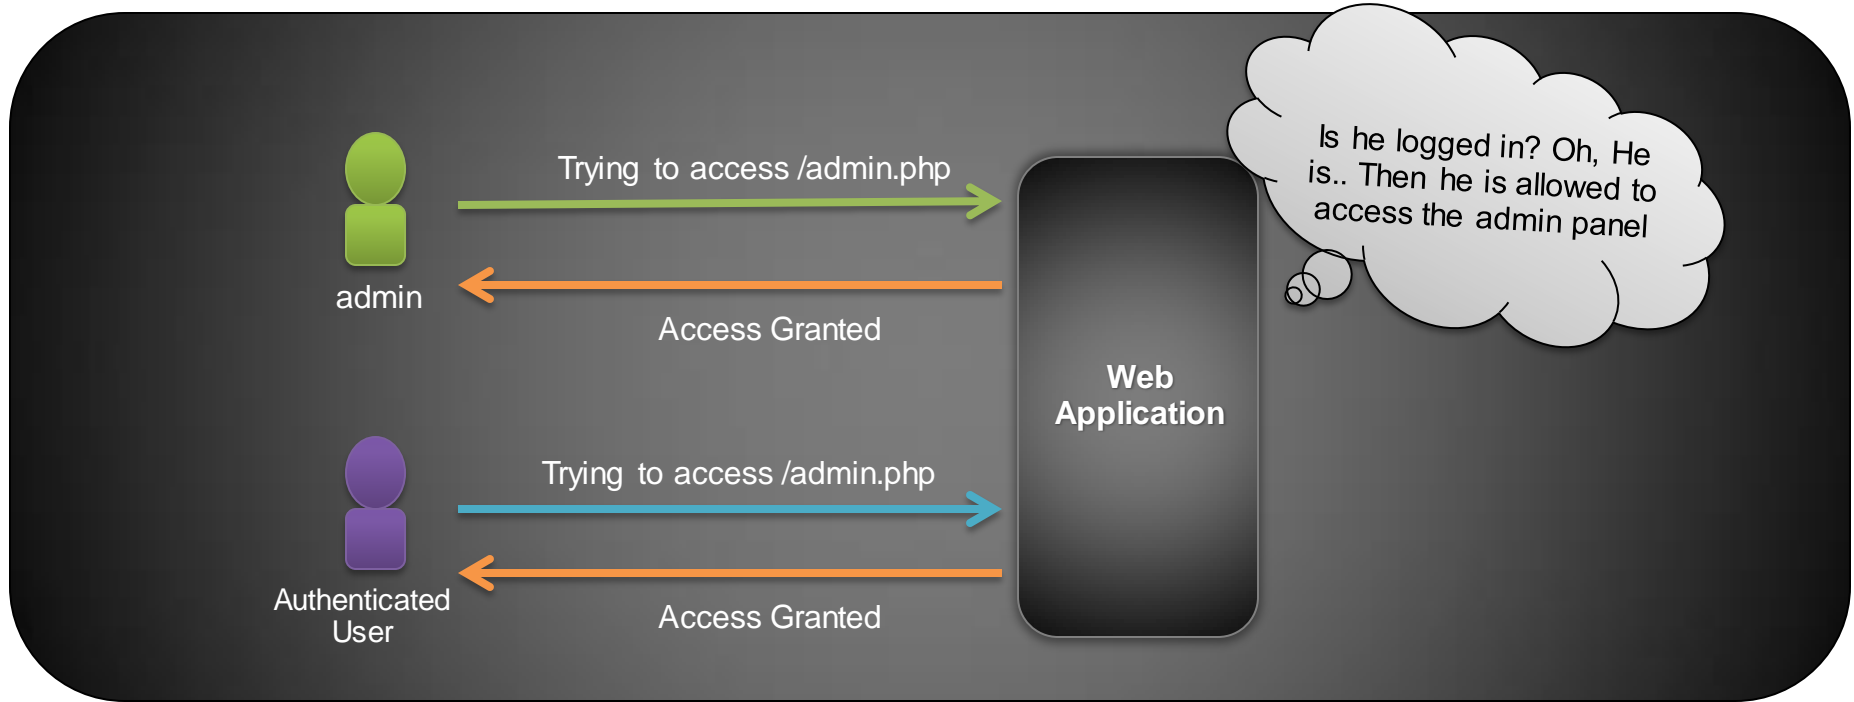 Is he logged in? Oh, He
is.. Then he is allowed to
access the admin panel
Trying to access /admin.php
admin
Access Granted
Web
Application
Trying to access /admin.php
Authenticated
User
Access Granted